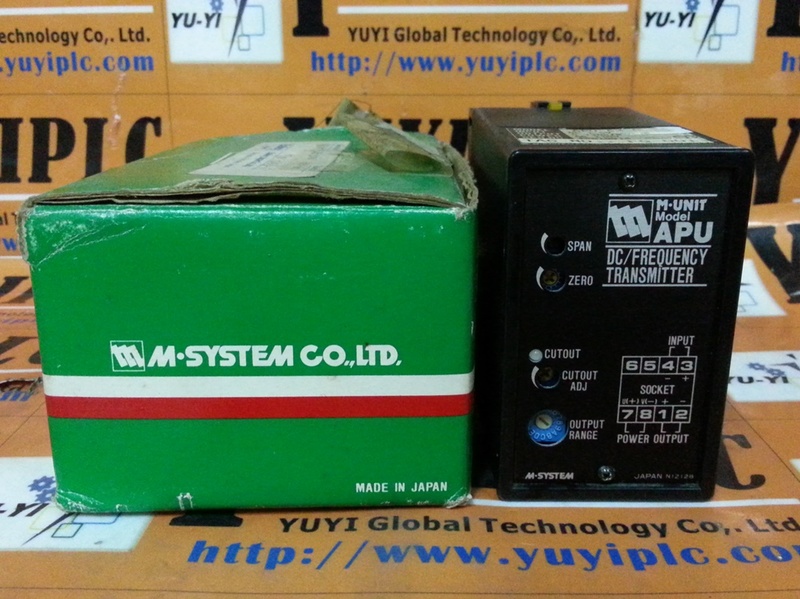 YU-YI
echnology Co,. Ltd.
YUYI Global Technology Co,. Ltd.
w.yuyiplc.com
http://www.yuyiplc.com
M-SYSTEM CO.,LTD.
MADE IN JAPAN
M-UNIT
Model
APU
DC/FREQUENCY
TRANSMITTER
SPAN
ZERO
CUTOUT
CUTOUT
ADJ
OUTPUT
RANGE
INPUT
6 5 4 3
− +
SOCKET
U(+) V(−) + −
7 8 1 2
POWER OUTPUT
M-SYSTEM
JAPAN N12128
YU-YI
YU-YI
YUYI Global Technology Co,. Ltd.
http://www.yuyiplc.com